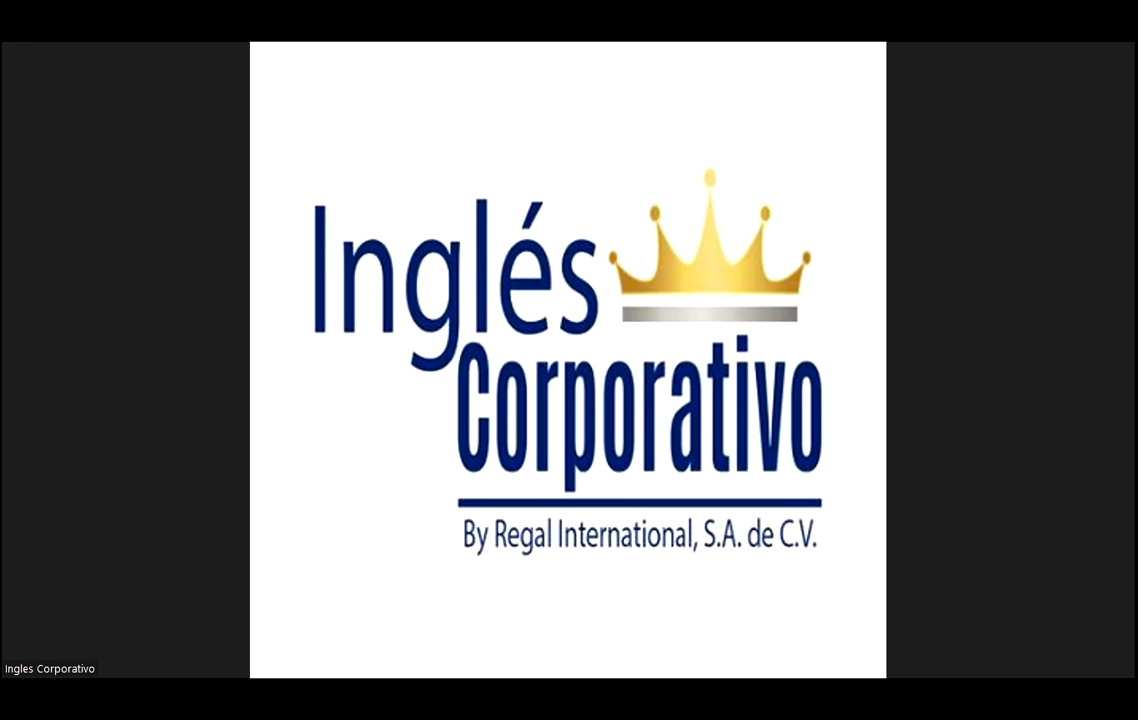 Inglés
Corporativo
By Regal International, S.A. de C.V.
Ingles Corporativo